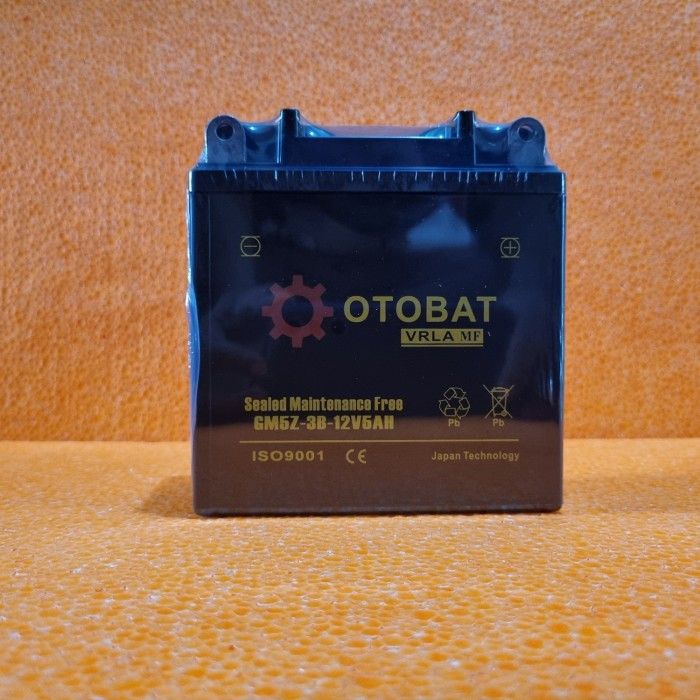 OTOBAT
VRLA MF
Sealed Maintenance Free
GM5Z-3B-12V5AH
Pb Pb
ISO9001 CE Japan Technology